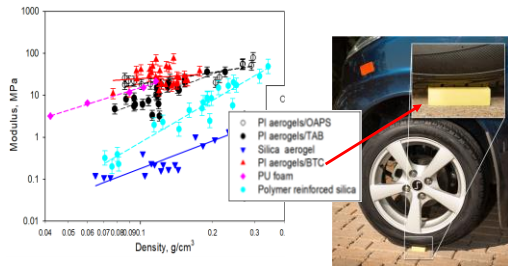 1000
100
10
1
0.1
0.01
Modulus, MPa
0.04 0.05 0.06 0.070.080.090.1 0.2 0.3 0.
Density, g/cm³
PI aerogels/OAPS
PI aerogels/TAB
Silica aerogel
PI aerogels/BTC
PU foam
Polymer reinforced silica